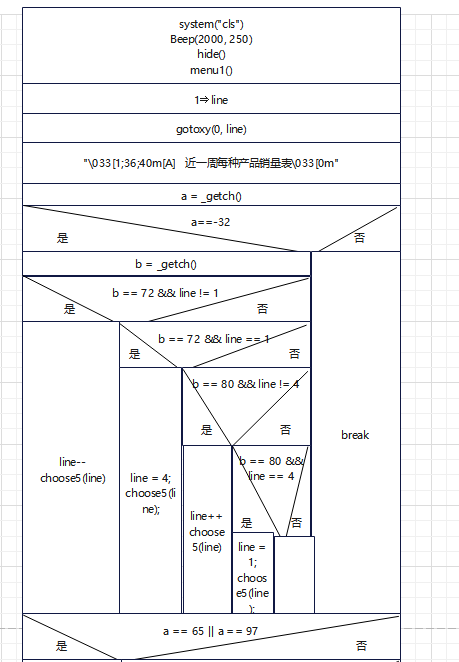 system("cls")
Beep(2000, 250)
hide()
menu1()
1⇒line
gotoxy(0, line)
"\033[1;36;40m[A] 近一周每种产品销量表\033[0m"
a = _getch()
a==-32
是
否
b = _getch()
b == 72 && line != 1
是
否
b == 72 && line == 1
是
否
b == 80 && line != 4
是
否
break
b == 80 &&
line == 4
是
否
line--
choose5(line)
line = 4;
choose5(li
ne);
line++
choose
5(line)
line =
1;
choos
e5(line
);
a == 65 || a == 97
是
否